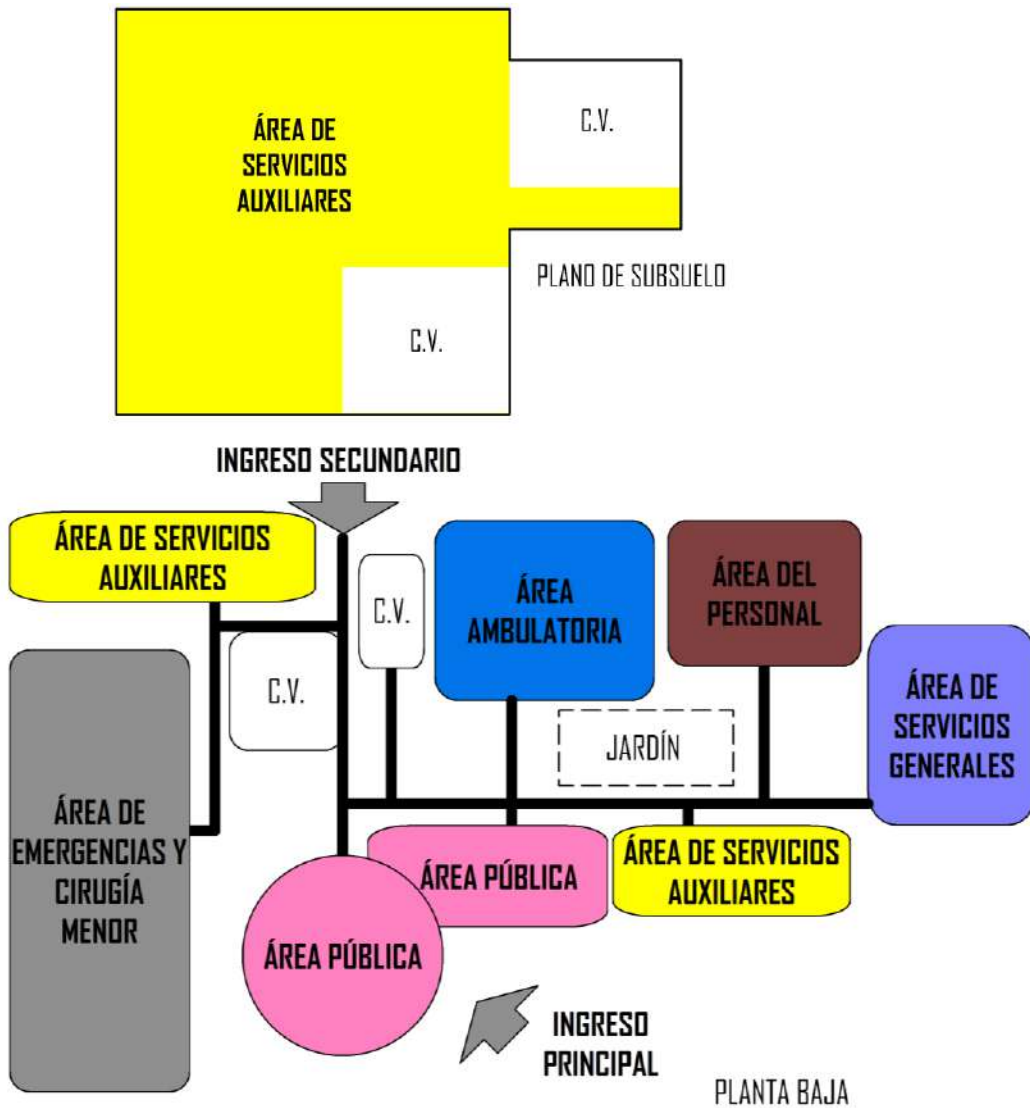 ÁREA DE
SERVICIOS
AUXILIARES
C.V.
C.V.
PLANO DE SUBSUELO
INGRESO SECUNDARIO
ÁREA DE SERVICIOS
AUXILIARES
C.V.
C.V.
ÁREA
AMBULATORIA
ÁREA DEL
PERSONAL
ÁREA DE
SERVICIOS
GENERALES
JARDÍN
ÁREA DE
EMERGENCIAS Y
CIRUGÍA
MENOR
ÁREA PÚBLICA
ÁREA DE SERVICIOS
AUXILIARES
ÁREA PÚBLICA
INGRESO
PRINCIPAL
PLANTA BAJA